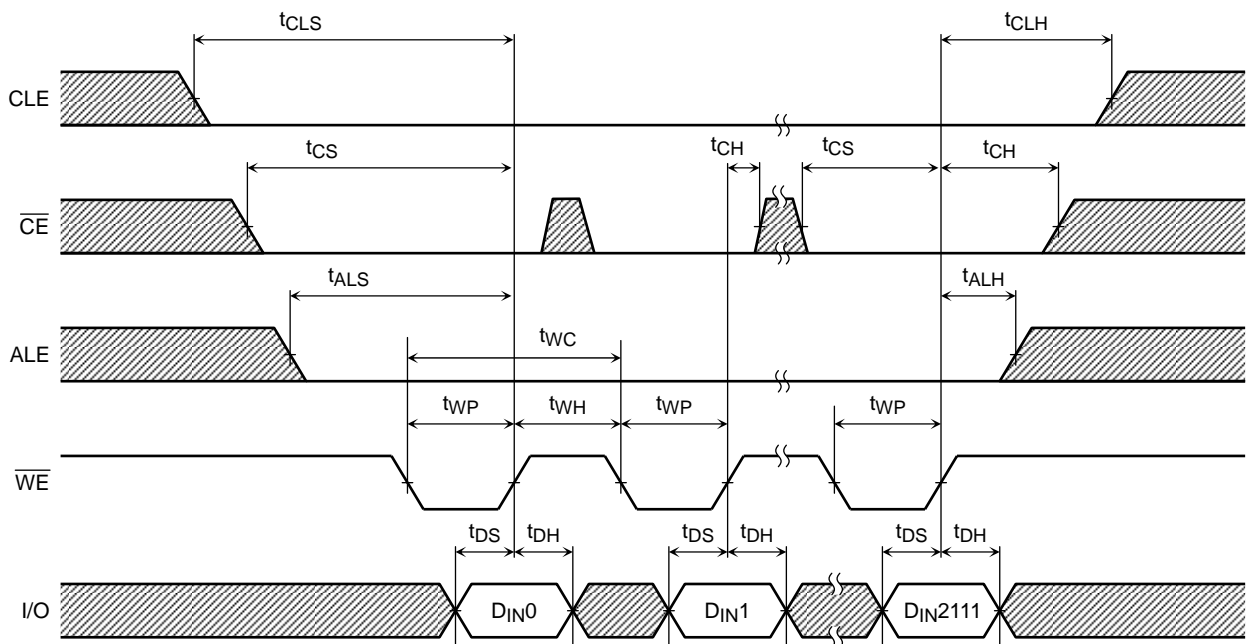 tCLS tCLH
CLE
tCS tCH tCS tCH
CE
tALS tALH
ALE
tWC
tWP tWH tWP tWP
WE
tDS tDH tDS tDH tDS tDH
I/O DIN0 DIN1 DIN2111